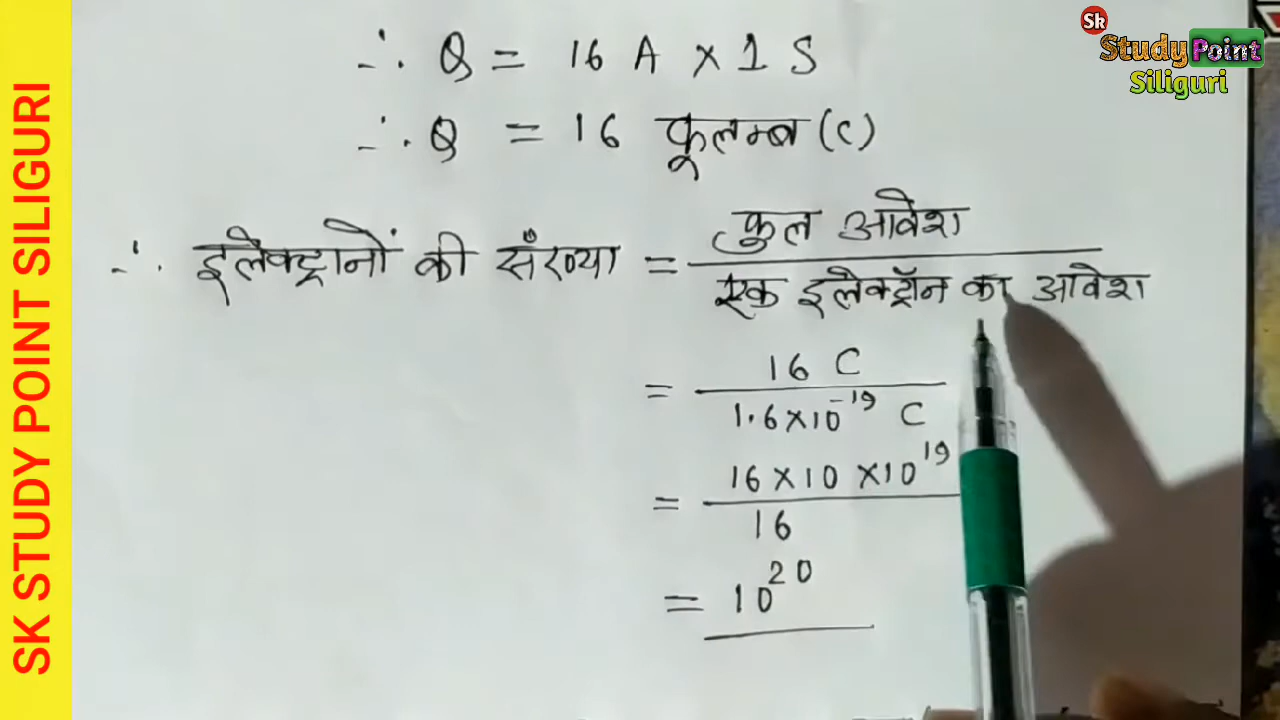 SK STUDY POINT SILIGURI
Sk
Study Point
Siliguri
∴ Q = 16 A × 1 S
∴ Q = 16 कूलम्ब (C)
∴ इलेक्ट्रानों की संख्या = कुल आवेश
एक इलेक्ट्रॉन का आवेश
= 16 C
1.6×10⁻¹⁹ C
= 16 × 10 × 10¹⁹
16
= 10²⁰